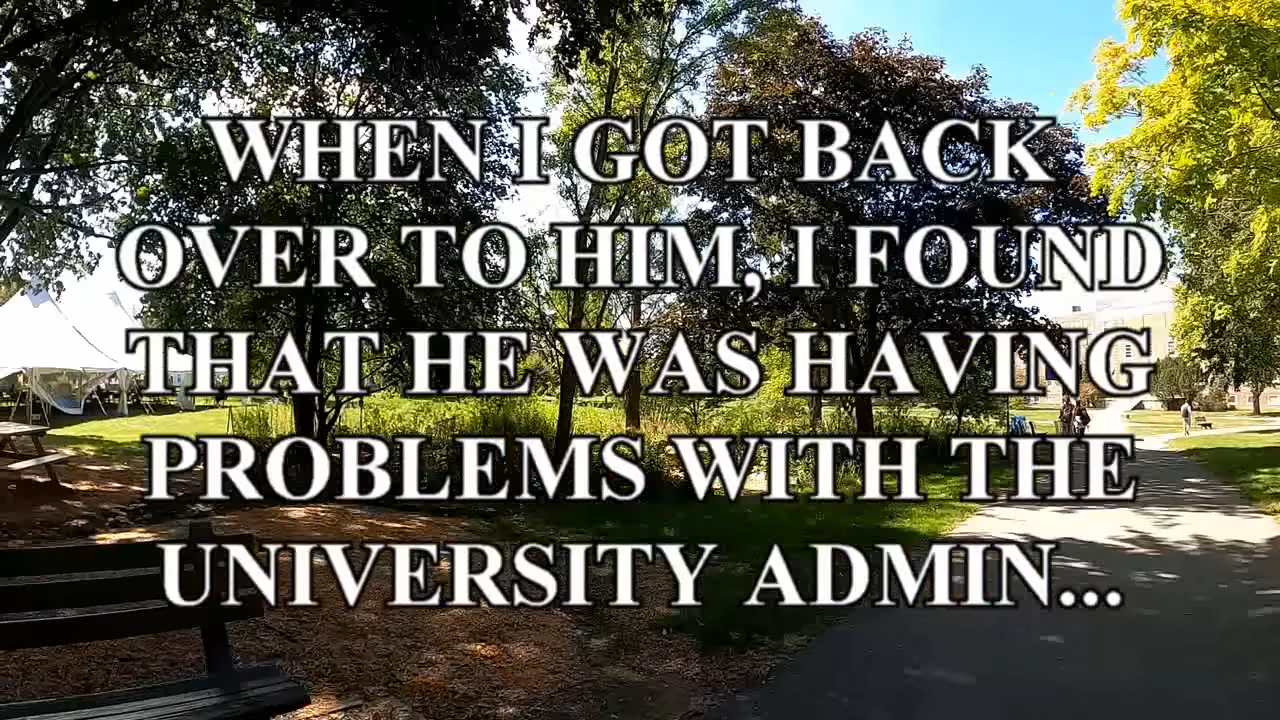 WHEN I GOT BACK
OVER TO HIM, I FOUND
THAT HE WAS HAVING
PROBLEMS WITH THE
UNIVERSITY ADMIN...